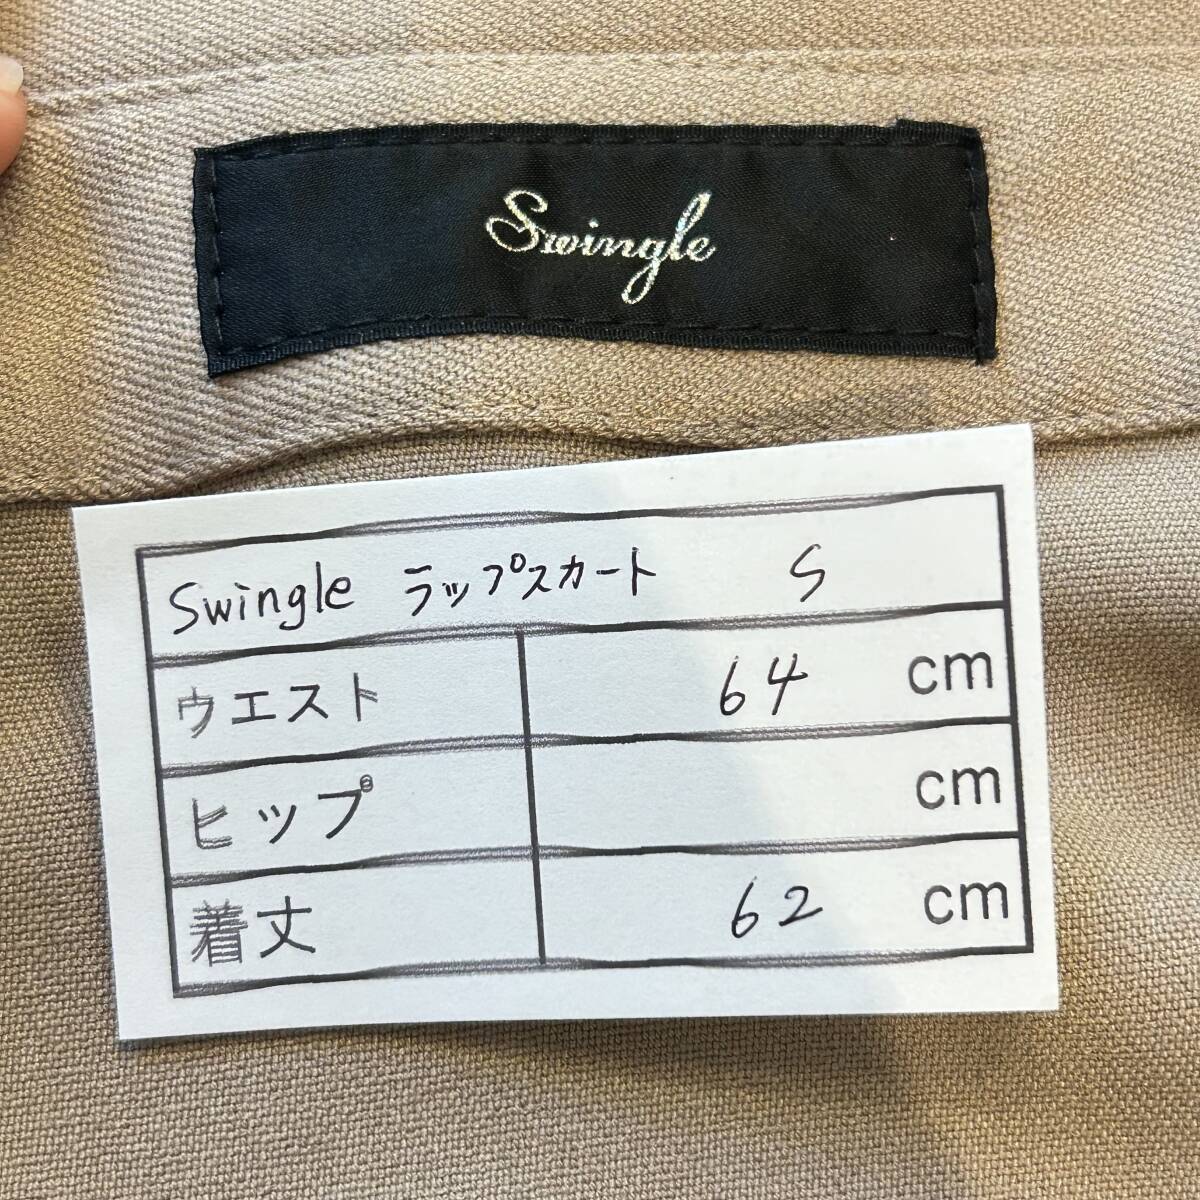 Swingle
Swingle ラップスカート S
ウエスト 64 cm
ヒップ cm
着丈 62 cm